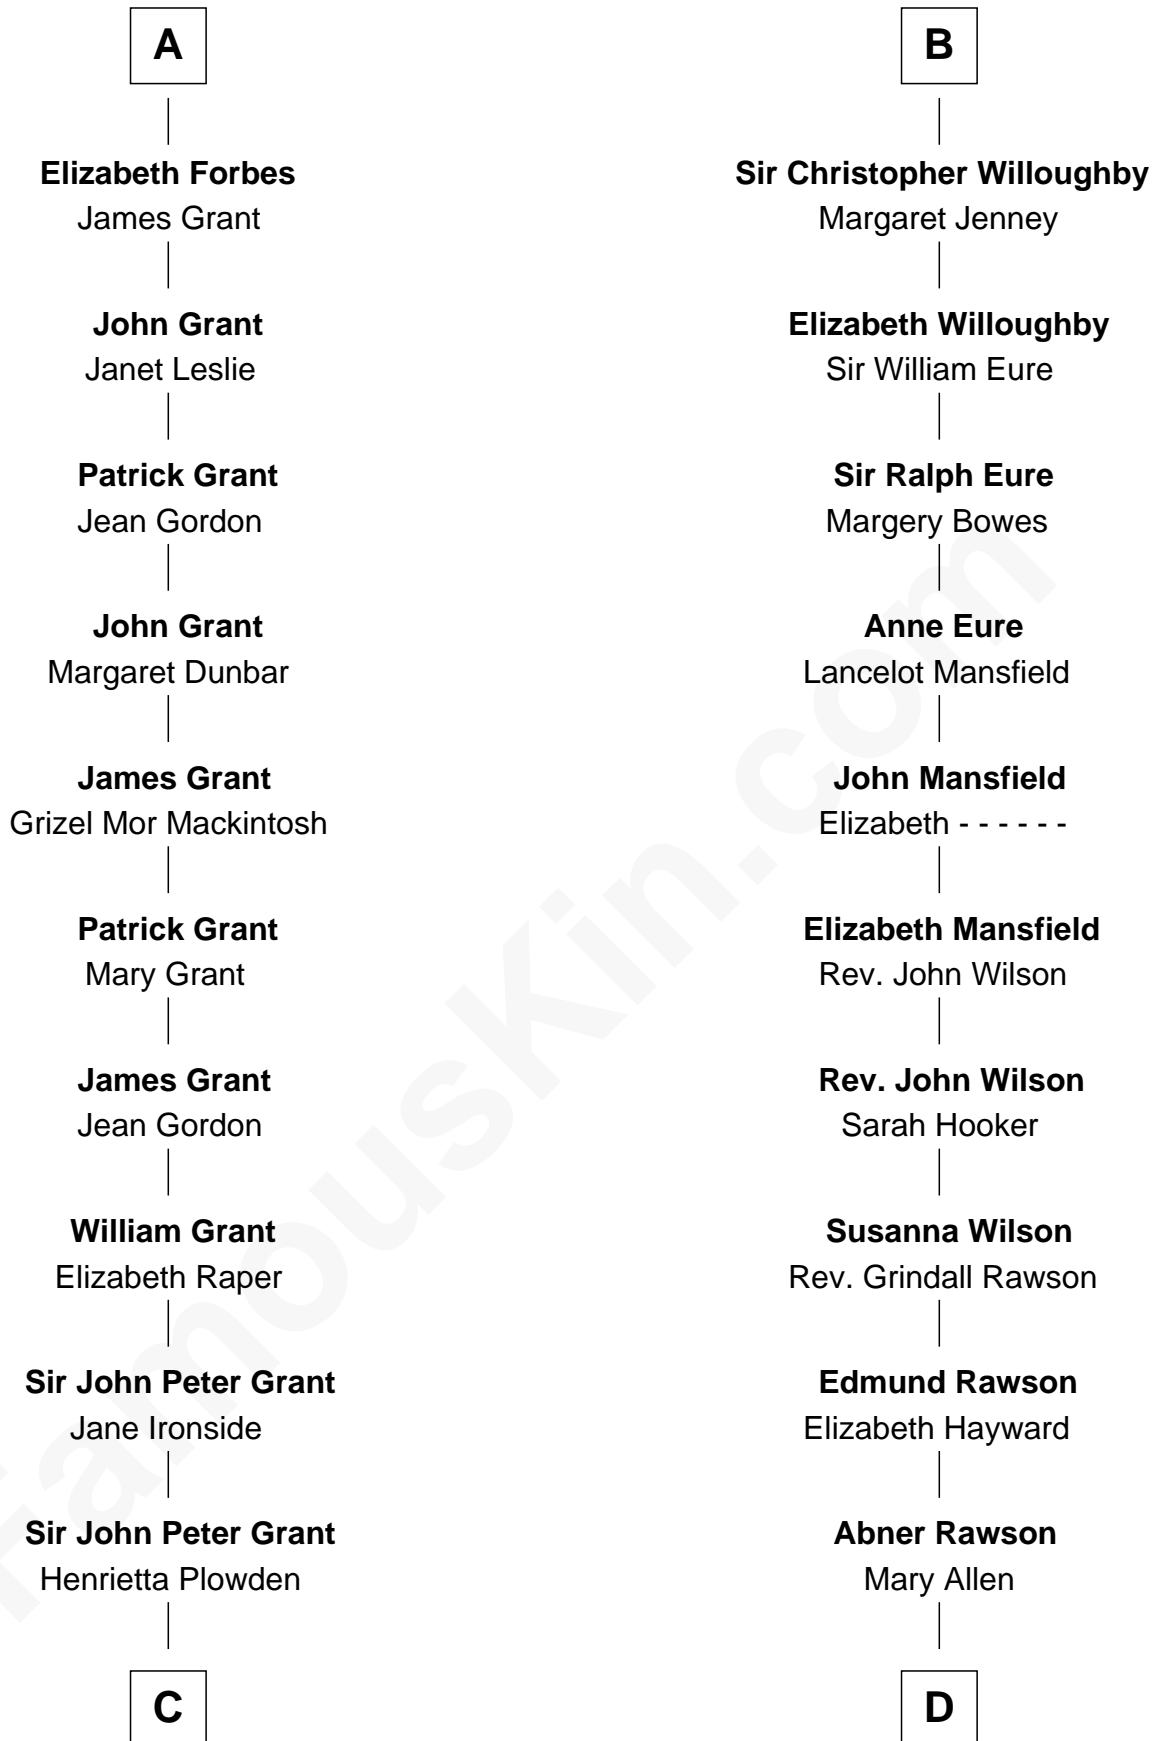 A
Elizabeth Forbes
James Grant
John Grant
Janet Leslie
Patrick Grant
Jean Gordon
John Grant
Margaret Dunbar
James Grant
Grizel Mor Mackintosh
Patrick Grant
Mary Grant
James Grant
Jean Gordon
William Grant
Elizabeth Raper
Sir John Peter Grant
Jane Ironside
Sir John Peter Grant
Henrietta Plowden
C
B
Sir Christopher Willoughby
Margaret Jenney
Elizabeth Willoughby
Sir William Eure
Sir Ralph Eure
Margery Bowes
Anne Eure
Lancelot Mansfield
John Mansfield
Elizabeth - - - - - -
Elizabeth Mansfield
Rev. John Wilson
Rev. John Wilson
Sarah Hooker
Susanna Wilson
Rev. Grindall Rawson
Edmund Rawson
Elizabeth Hayward
Abner Rawson
Mary Allen
D
FamousKin.com